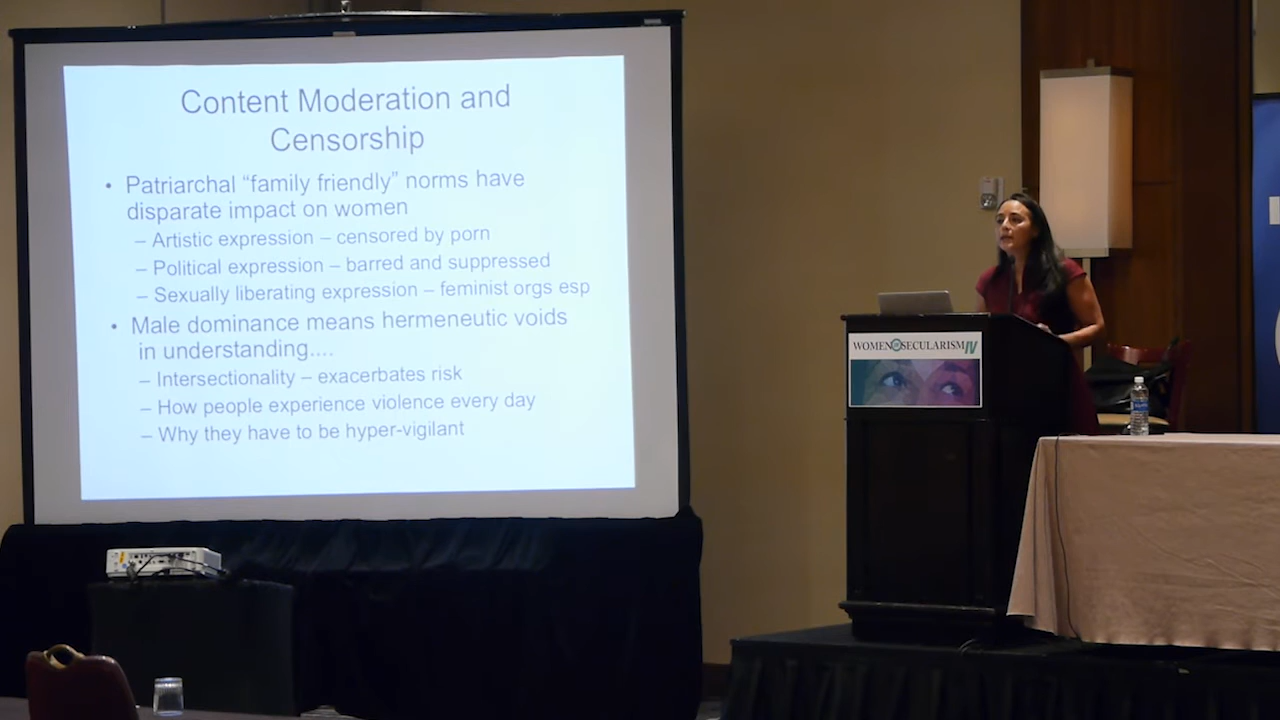 Content Moderation and
Censorship
• Patriarchal “family friendly” norms have
disparate impact on women
– Artistic expression – censored by porn
– Political expression – barred and suppressed
– Sexually liberating expression – feminist orgs esp
• Male dominance means hermeneutic voids
in understanding....
– Intersectionality – exacerbates risk
– How people experience violence every day
– Why they have to be hyper-vigilant
WOMEN IN SECULARISM IV